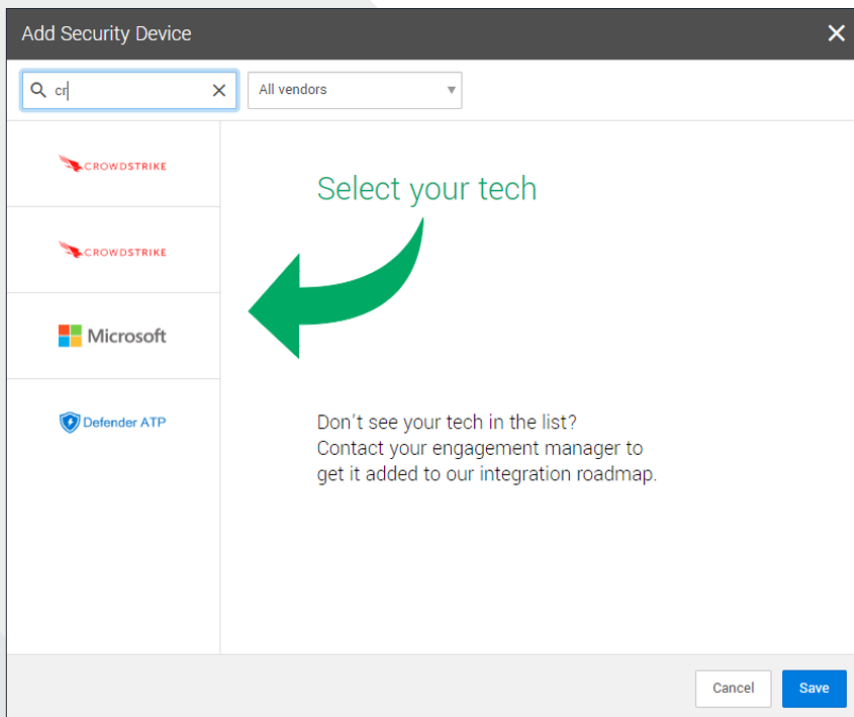 Add Security Device
cr
All vendors
CROWDSTRIKE
CROWDSTRIKE
Microsoft
Defender ATP
Select your tech
Don't see your tech in the list?
Contact your engagement manager to
get it added to our integration roadmap.
Cancel
Save